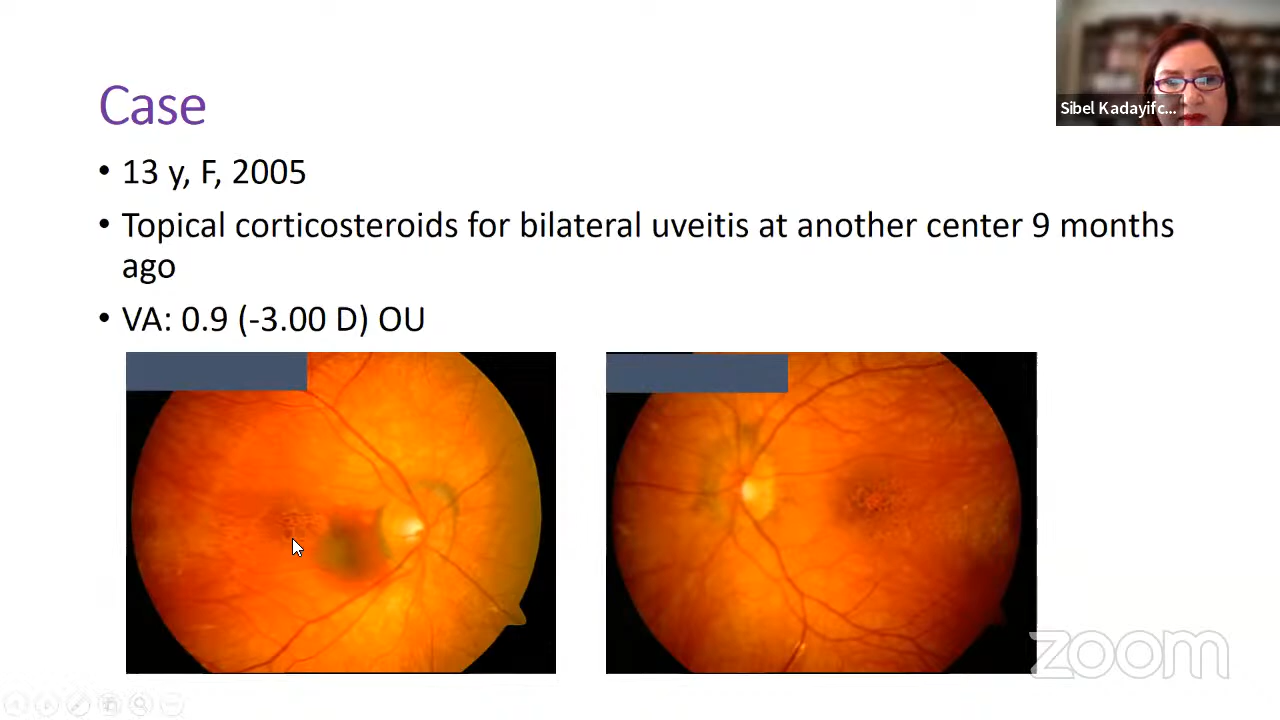 Sibel Kadayifc...
Case
• 13 y, F, 2005
• Topical corticosteroids for bilateral uveitis at another center 9 months
ago
• VA: 0.9 (-3.00 D) OU
zoom